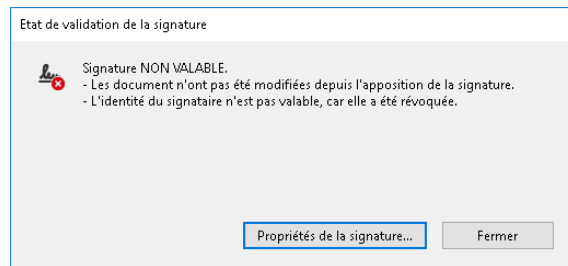 Etat de validation de la signature
Signature NON VALABLE.
- Les document n'ont pas été modifiées depuis l'apposition de la signature.
- L'identité du signataire n'est pas valable, car elle a été révoquée.
Propriétés de la signature...
Fermer